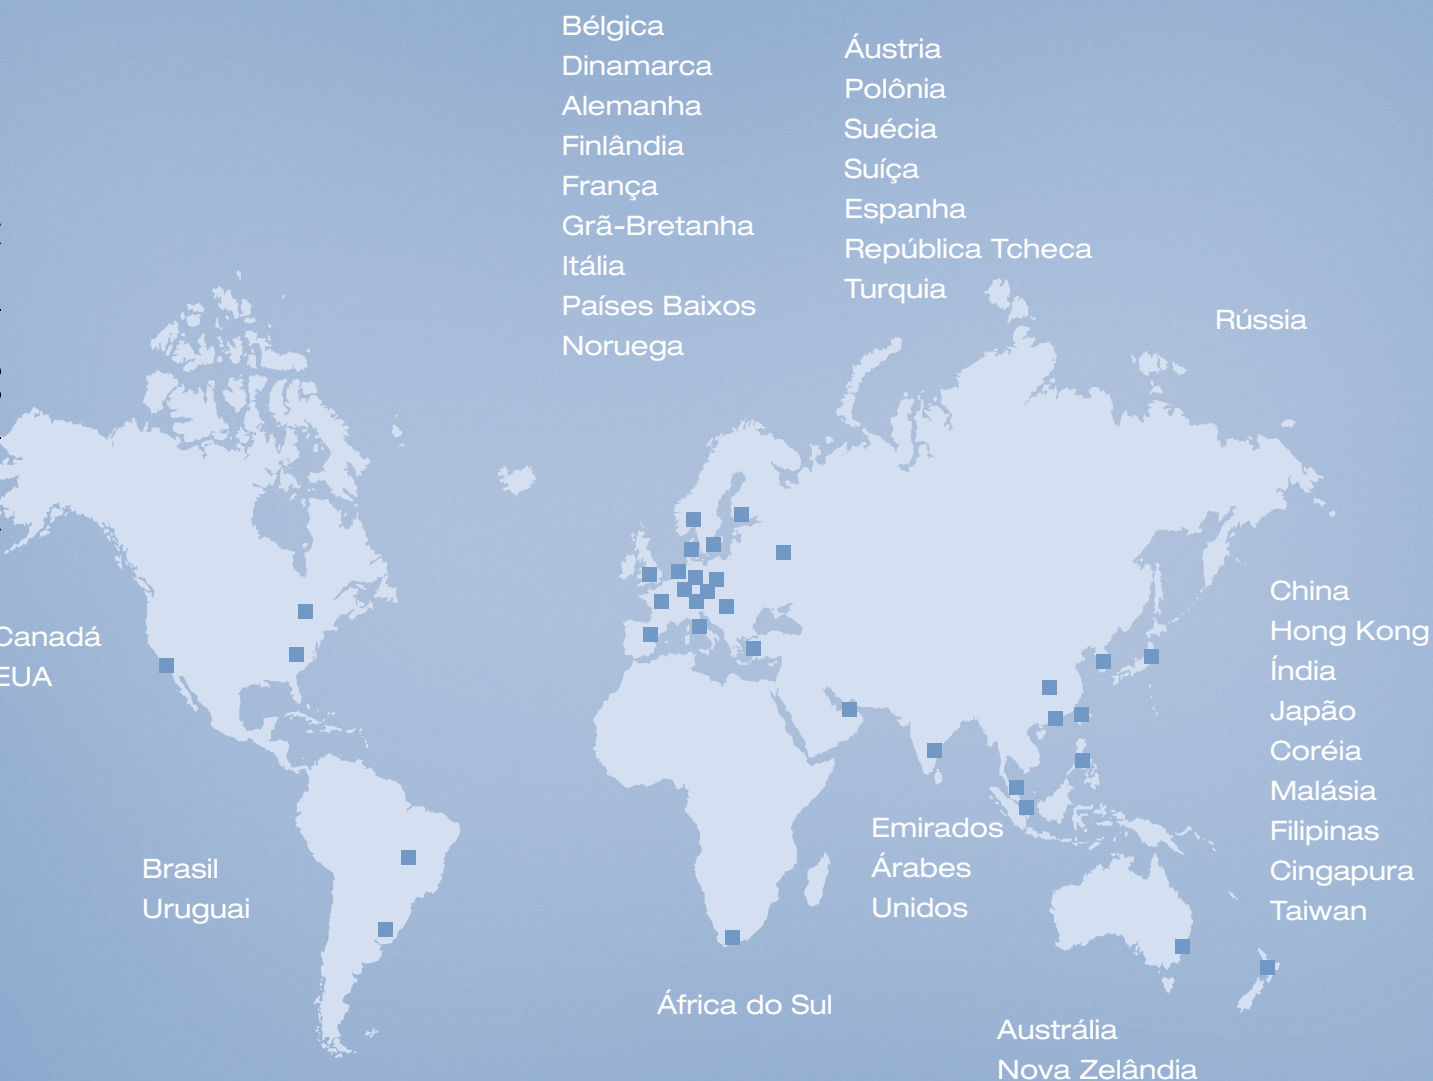 Bélgica
Dinamarca
Alemanha
Finlândia
França
Grã-Bretanha
Itália
Países Baixos
Noruega
Áustria
Polônia
Suécia
Suíça
Espanha
República Tcheca
Turquia
Rússia
Canadá
EUA
China
Hong Kong
Índia
Japão
Coréia
Malásia
Filipinas
Cingapura
Taiwan
Brasil
Uruguai
Emirados
Árabes
Unidos
África do Sul
Austrália
Nova Zelândia